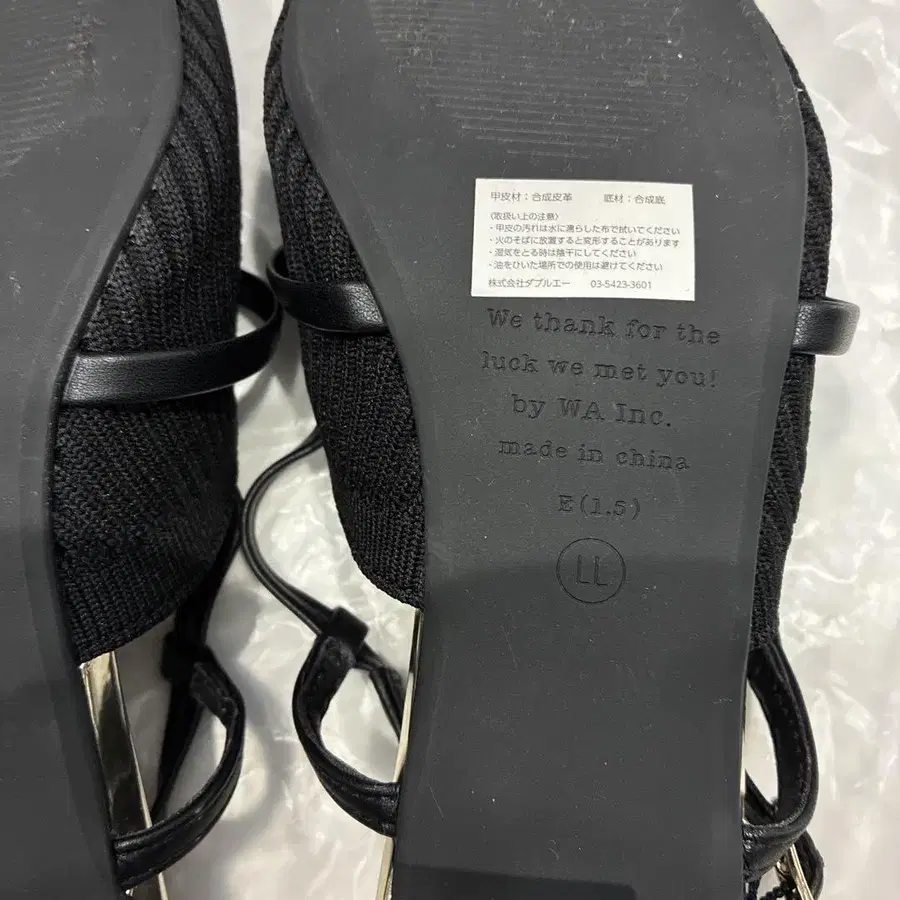 甲皮材：合成皮革　底材：合成底
〈取扱い上の注意〉
・甲皮の汚れは水に濡らした布で拭いてください
・火のそばに放置すると変形することがあります
・湿気をとる時は陰干にしてください
・油をひいた場所での使用は避けてください
株式会社ダブルエー　03-5423-3601
We thank for the
luck we met you!
by WA Inc.
made in china
E(1.5)
LL